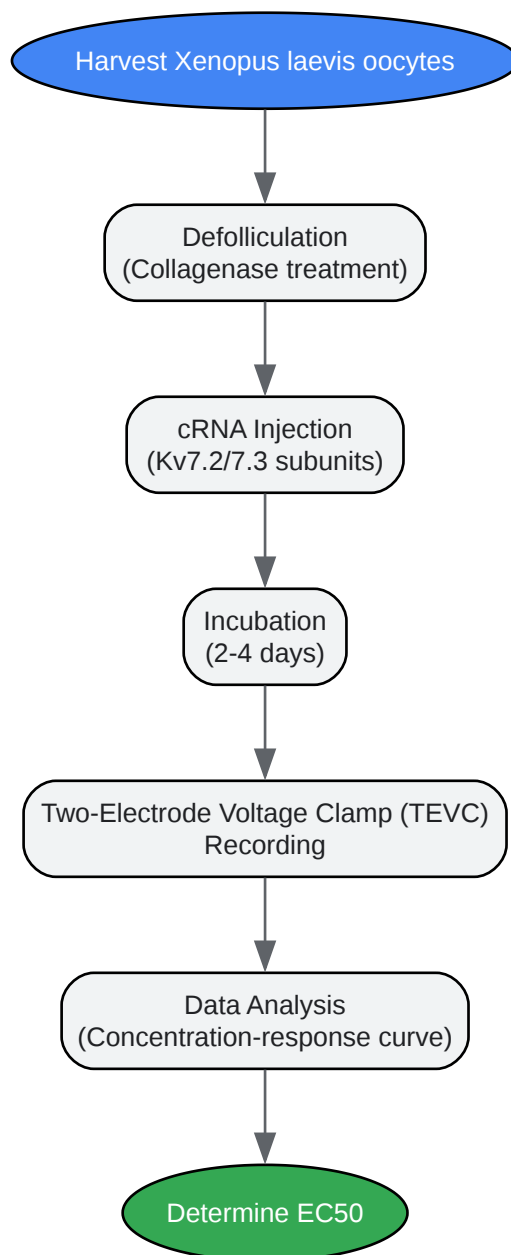 Harvest Xenopus laevis oocytes
Defolliculation
(Collagenase treatment)
cRNA Injection
(Kv7.2/7.3 subunits)
Incubation
(2-4 days)
Two-Electrode Voltage Clamp (TEVC)
Recording
Data Analysis
(Concentration-response curve)
Determine EC50